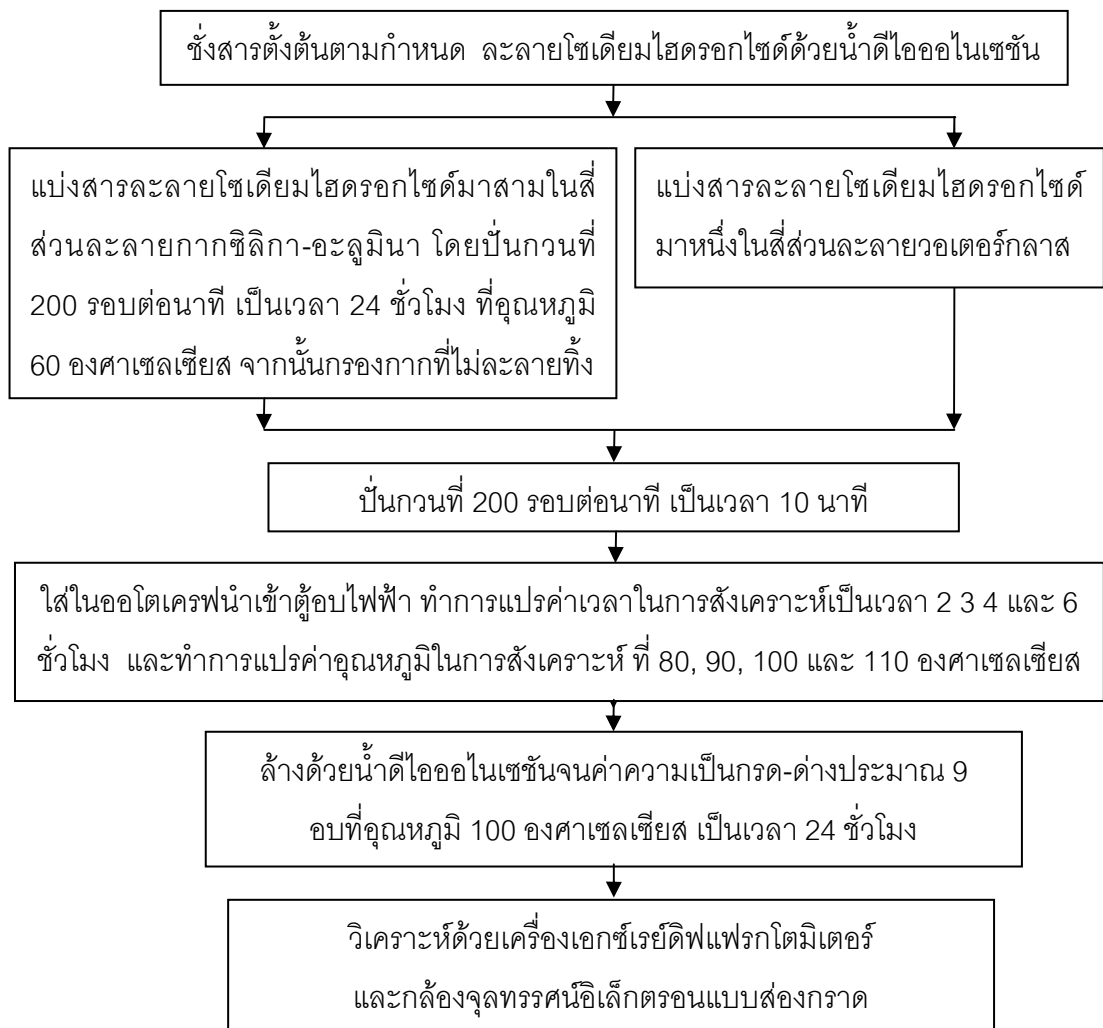 ชั่งสารตั้งต้นตามกำหนด ละลายโซเดียมไฮดรอกไซด์ด้วยน้ำดีไอออไนเซชัน
แบ่งสารละลายโซเดียมไฮดรอกไซด์มาสามในสี่
ส่วนละลายกากซิลิกา-อะลูมินา โดยปั่นกวนที่
200 รอบต่อนาที เป็นเวลา 24 ชั่วโมง ที่อุณหภูมิ
60 องศาเซลเซียส จากนั้นกรองกากที่ไม่ละลายทิ้ง
แบ่งสารละลายโซเดียมไฮดรอกไซด์
มาหนึ่งในสี่ส่วนละลายวอเตอร์กลาส
ปั่นกวนที่ 200 รอบต่อนาที เป็นเวลา 10 นาที
ใส่ในออโตเครฟนำเข้าตู้อบไฟฟ้า ทำการแปรค่าเวลาในการสังเคราะห์เป็นเวลา 2 3 4 และ 6
ชั่วโมง และทำการแปรค่าอุณหภูมิในการสังเคราะห์ ที่ 80, 90, 100 และ 110 องศาเซลเซียส
ล้างด้วยน้ำดีไอออไนเซชันจนค่าความเป็นกรด-ด่างประมาณ 9
อบที่อุณหภูมิ 100 องศาเซลเซียส เป็นเวลา 24 ชั่วโมง
วิเคราะห์ด้วยเครื่องเอกซ์เรย์ดิฟแฟรกโตมิเตอร์
และกล้องจุลทรรศน์อิเล็กตรอนแบบส่องกราด